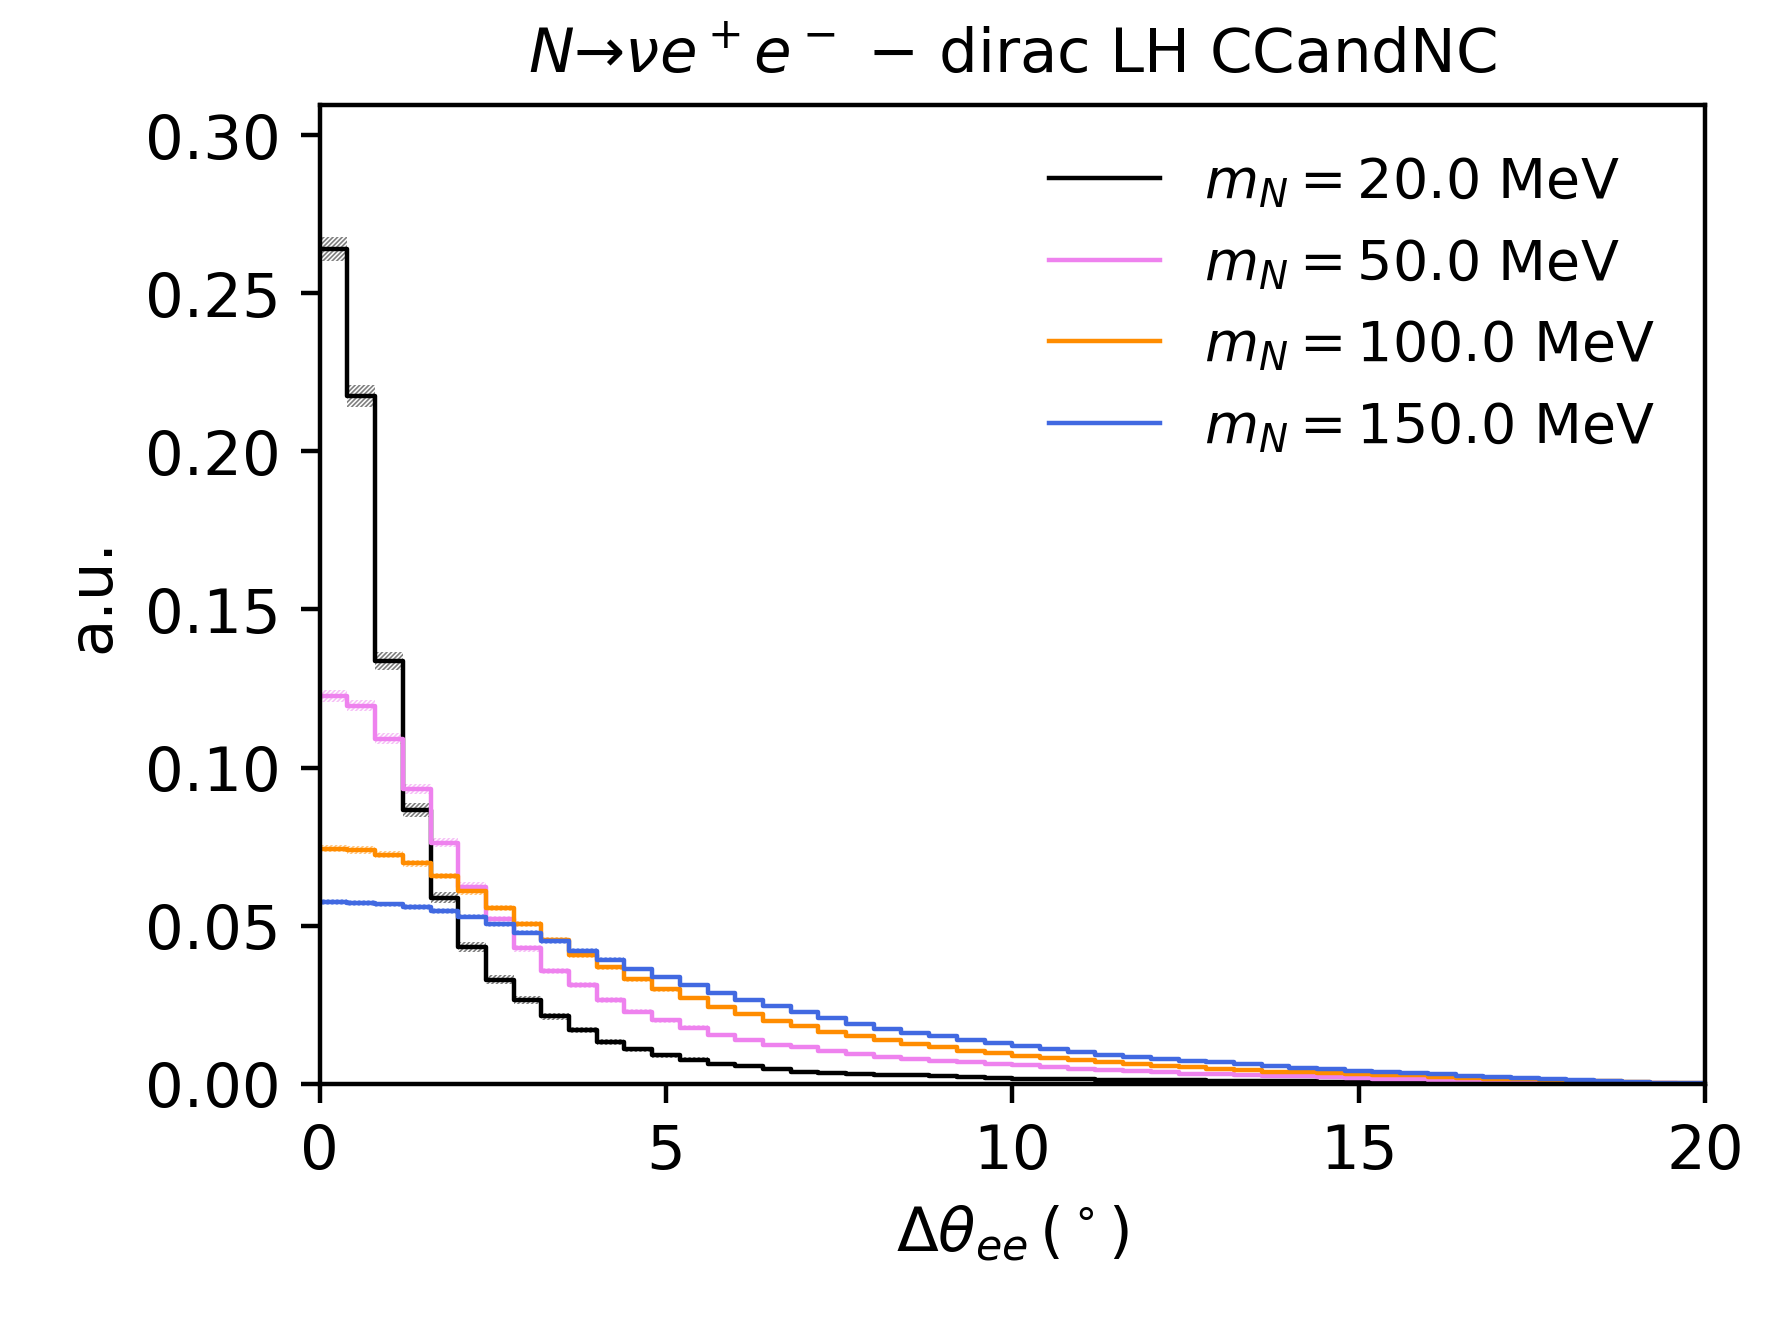 N→νe⁺e⁻ − dirac LH CCandNC
0.30
0.25
0.20
0.15
0.10
0.05
0.00
a.u.
m_N = 20.0 MeV
m_N = 50.0 MeV
m_N = 100.0 MeV
m_N = 150.0 MeV
0 5 10 15 20
Δθ_ee (°)